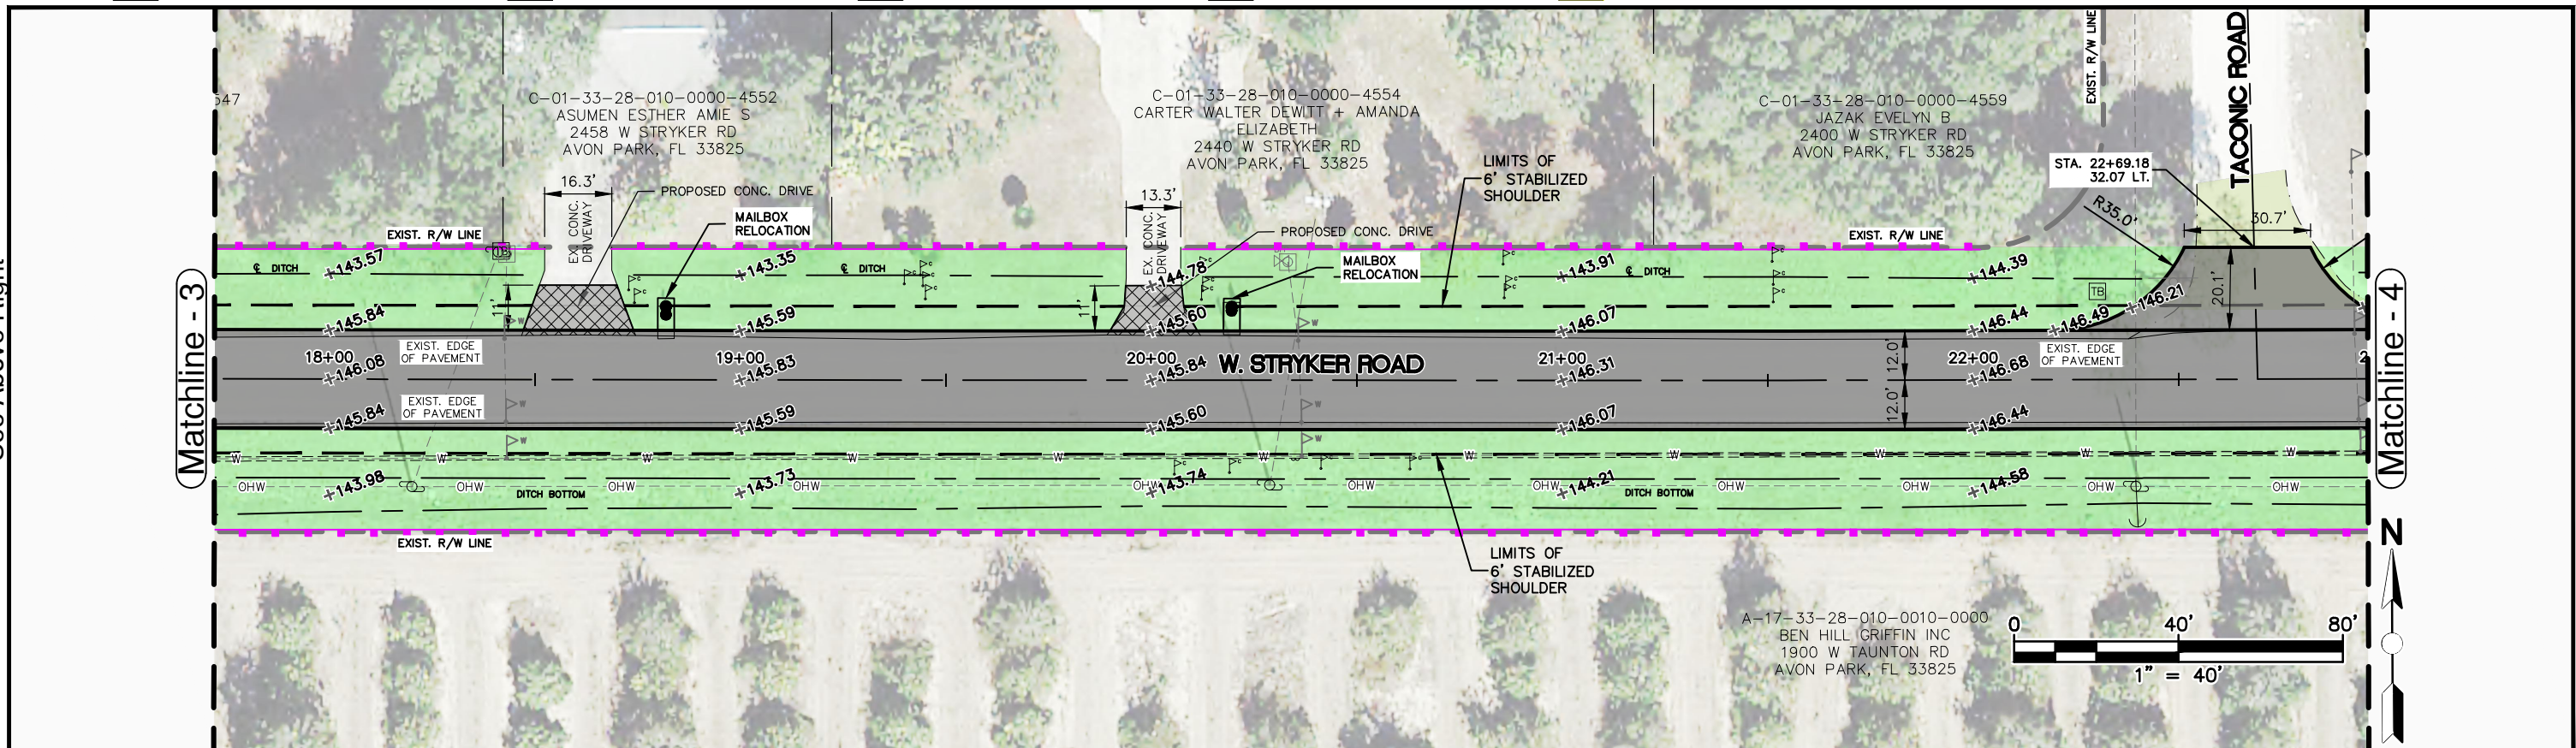 547
C-01-33-28-010-0000-4552
ASUMEN ESTHER AMIE S
2458 W STRYKER RD
AVON PARK, FL 33825
C-01-33-28-010-0000-4554
CARTER WALTER DEWITT + AMANDA
ELIZABETH
2440 W STRYKER RD
AVON PARK, FL 33825
C-01-33-28-010-0000-4559
JAZAK EVELYN B
2400 W STRYKER RD
AVON PARK, FL 33825
EXIST. R/W LINE
TACONIC ROAD
STA. 22+69.18
32.07 LT.
R35.0'
30.7'
20.1'
LIMITS OF
6' STABILIZED
SHOULDER
16.3'
PROPOSED CONC. DRIVE
EX. CONC.
DRIVEWAY
MAILBOX
RELOCATION
13.3'
EX. CONC.
DRIVEWAY
PROPOSED CONC. DRIVE
MAILBOX
RELOCATION
EXIST. R/W LINE
EXIST. R/W LINE
℄ DITCH
℄ DITCH
℄ DITCH
TB
TB
11'
11'
+143.57
+143.35
+144.78
+143.91
+144.39
+146.21
+145.84
+145.59
+145.60
+146.07
+146.44
+146.49
EXIST. EDGE
OF PAVEMENT
EXIST. EDGE
OF PAVEMENT
18+00
19+00
20+00
W. STRYKER ROAD
21+00
22+00
2
+146.08
+145.83
+145.84
+146.31
+146.68
12.0'
12.0'
EXIST. EDGE
OF PAVEMENT
+145.84
+145.59
+145.60
+146.07
+146.44
W W W W W W W W W W W
OHW OHW OHW OHW OHW OHW OHW OHW OHW OHW OHW
+143.98
+143.73
+143.74
+144.21
+144.58
DITCH BOTTOM
DITCH BOTTOM
EXIST. R/W LINE
LIMITS OF
6' STABILIZED
SHOULDER
Matchline - 3
Matchline - 4
N
A-17-33-28-010-0010-0000
BEN HILL GRIFFIN INC
1900 W TAUNTON RD
AVON PARK, FL 33825
0 40' 80'
1" = 40'